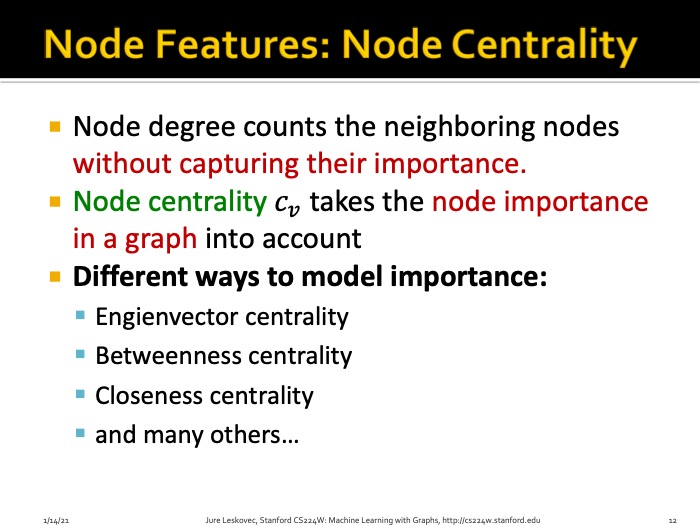 Node Features: Node Centrality
Node degree counts the neighboring nodes
without capturing their importance.
Node centrality c_v takes the node importance
in a graph into account
Different ways to model importance:
Engienvector centrality
Betweenness centrality
Closeness centrality
and many others…
1/14/21 Jure Leskovec, Stanford CS224W: Machine Learning with Graphs, http://cs224w.stanford.edu 12